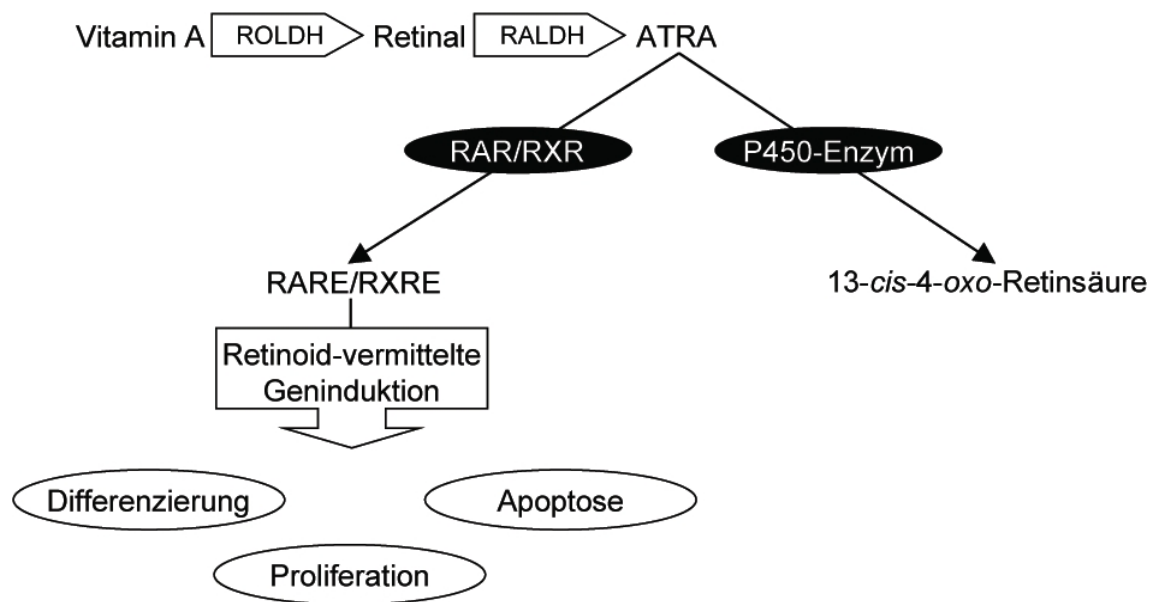 Vitamin A ROLDH Retinal RALDH ATRA
RAR/RXR P450-Enzym
RARE/RXRE 13-cis-4-oxo-Retinsäure
Retinoid-vermittelte
Geninduktion
Differenzierung Apoptose
Proliferation